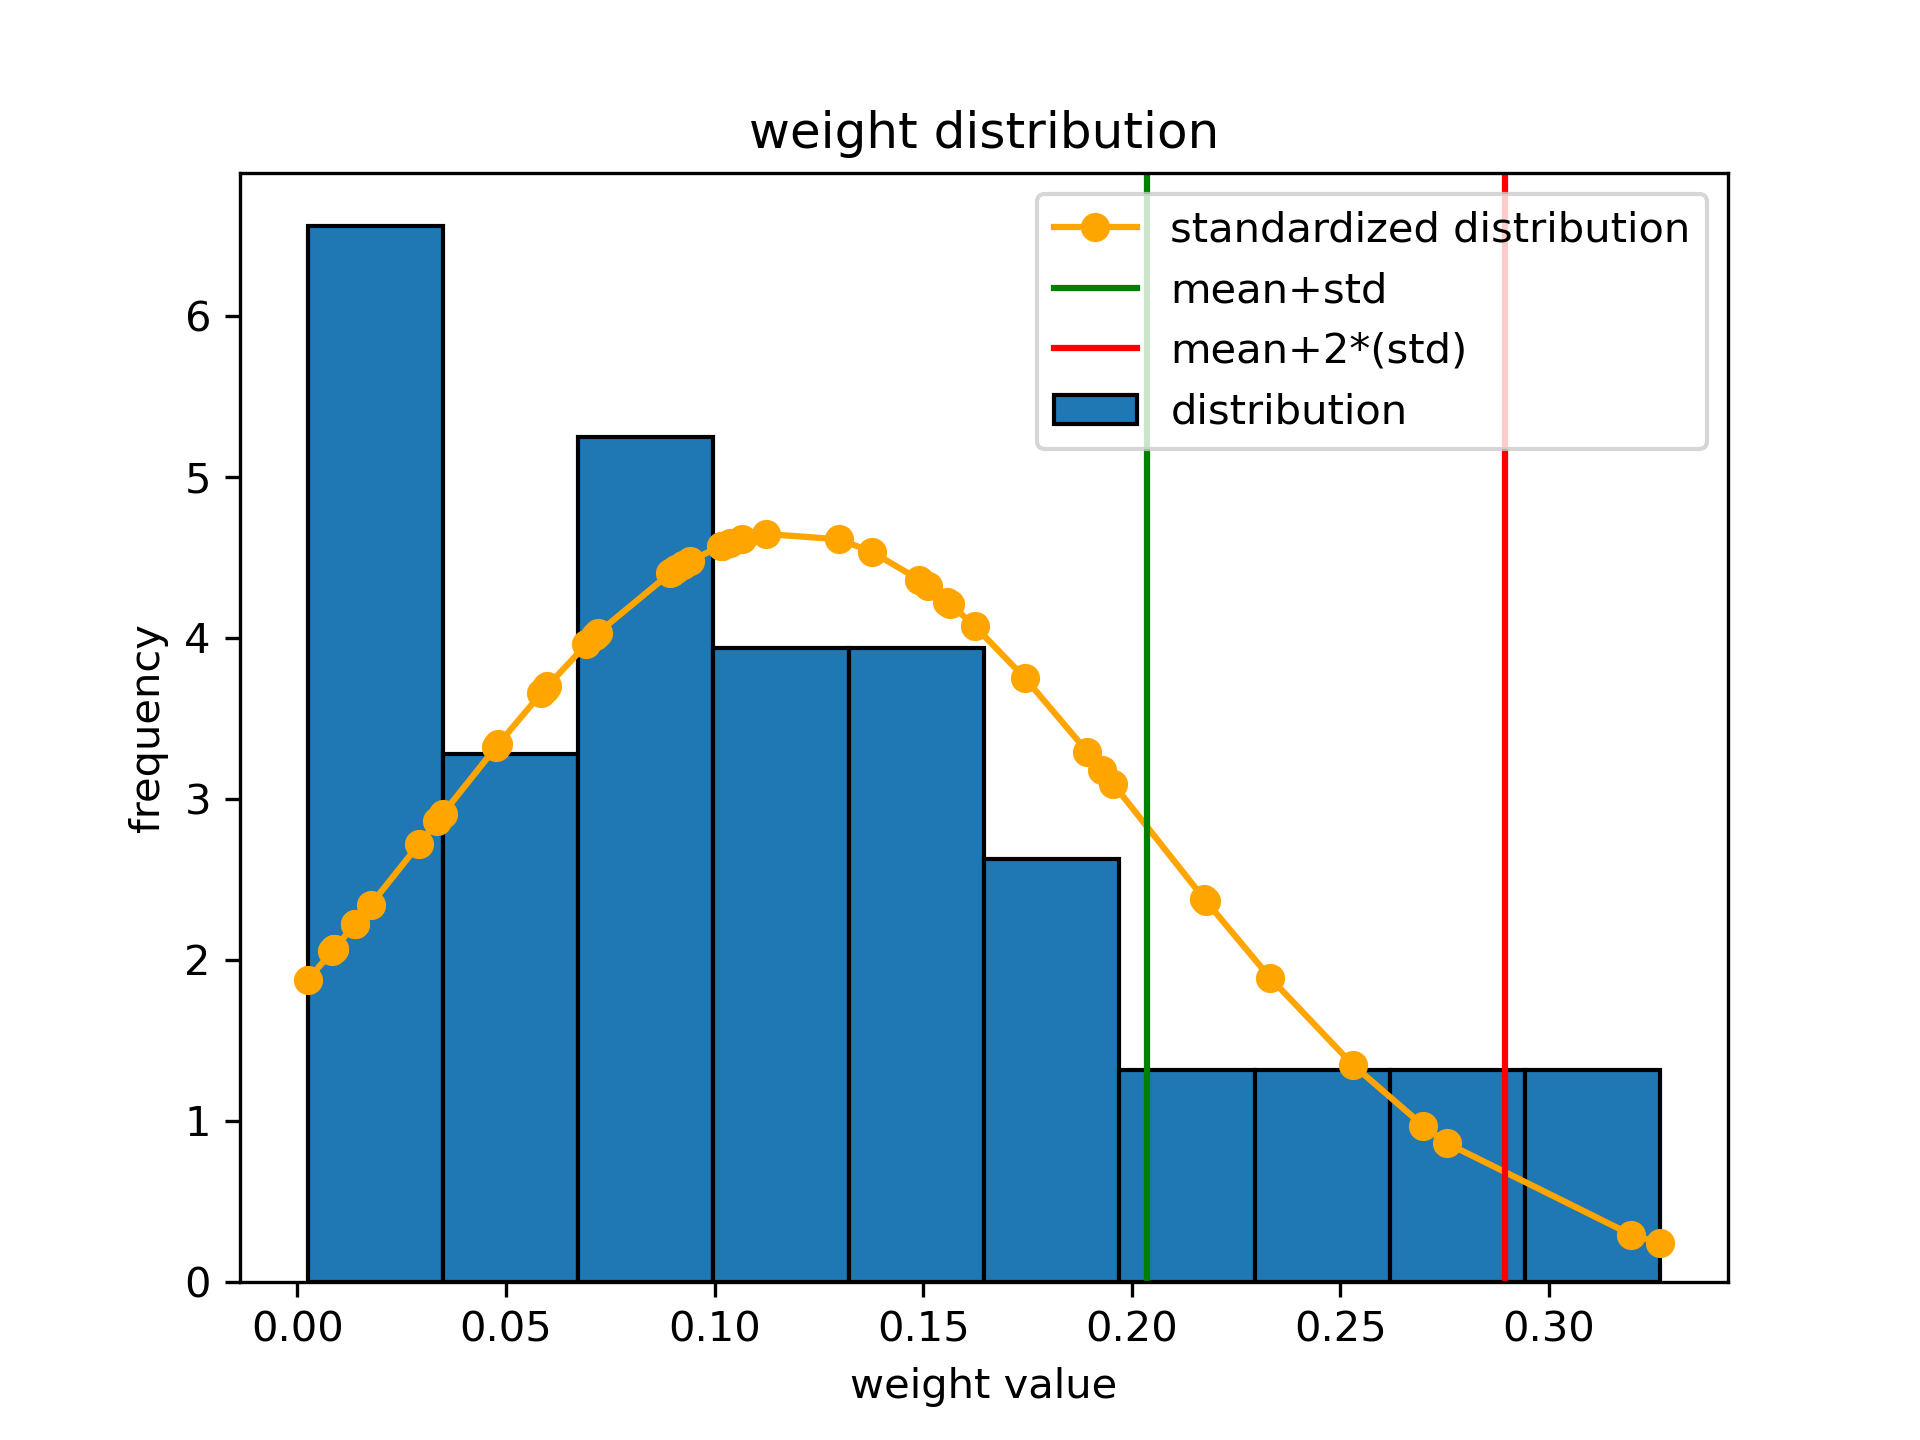 weight distribution
standardized distribution
mean+std
mean+2*(std)
distribution
frequency
6
5
4
3
2
1
0
0.00 0.05 0.10 0.15 0.20 0.25 0.30
weight value